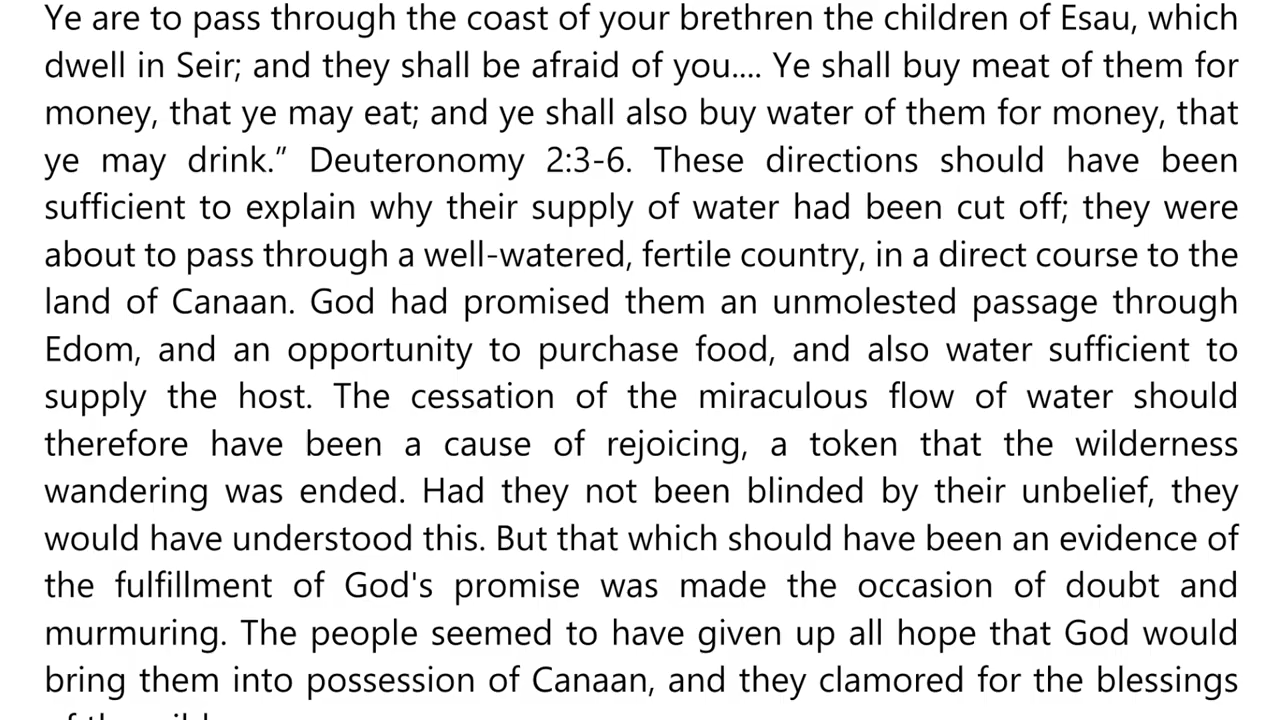 Ye are to pass through the coast of your brethren the children of Esau, which
dwell in Seir; and they shall be afraid of you.... Ye shall buy meat of them for
money, that ye may eat; and ye shall also buy water of them for money, that
ye may drink.” Deuteronomy 2:3-6. These directions should have been
sufficient to explain why their supply of water had been cut off; they were
about to pass through a well-watered, fertile country, in a direct course to the
land of Canaan. God had promised them an unmolested passage through
Edom, and an opportunity to purchase food, and also water sufficient to
supply the host. The cessation of the miraculous flow of water should
therefore have been a cause of rejoicing, a token that the wilderness
wandering was ended. Had they not been blinded by their unbelief, they
would have understood this. But that which should have been an evidence of
the fulfillment of God's promise was made the occasion of doubt and
murmuring. The people seemed to have given up all hope that God would
bring them into possession of Canaan, and they clamored for the blessings